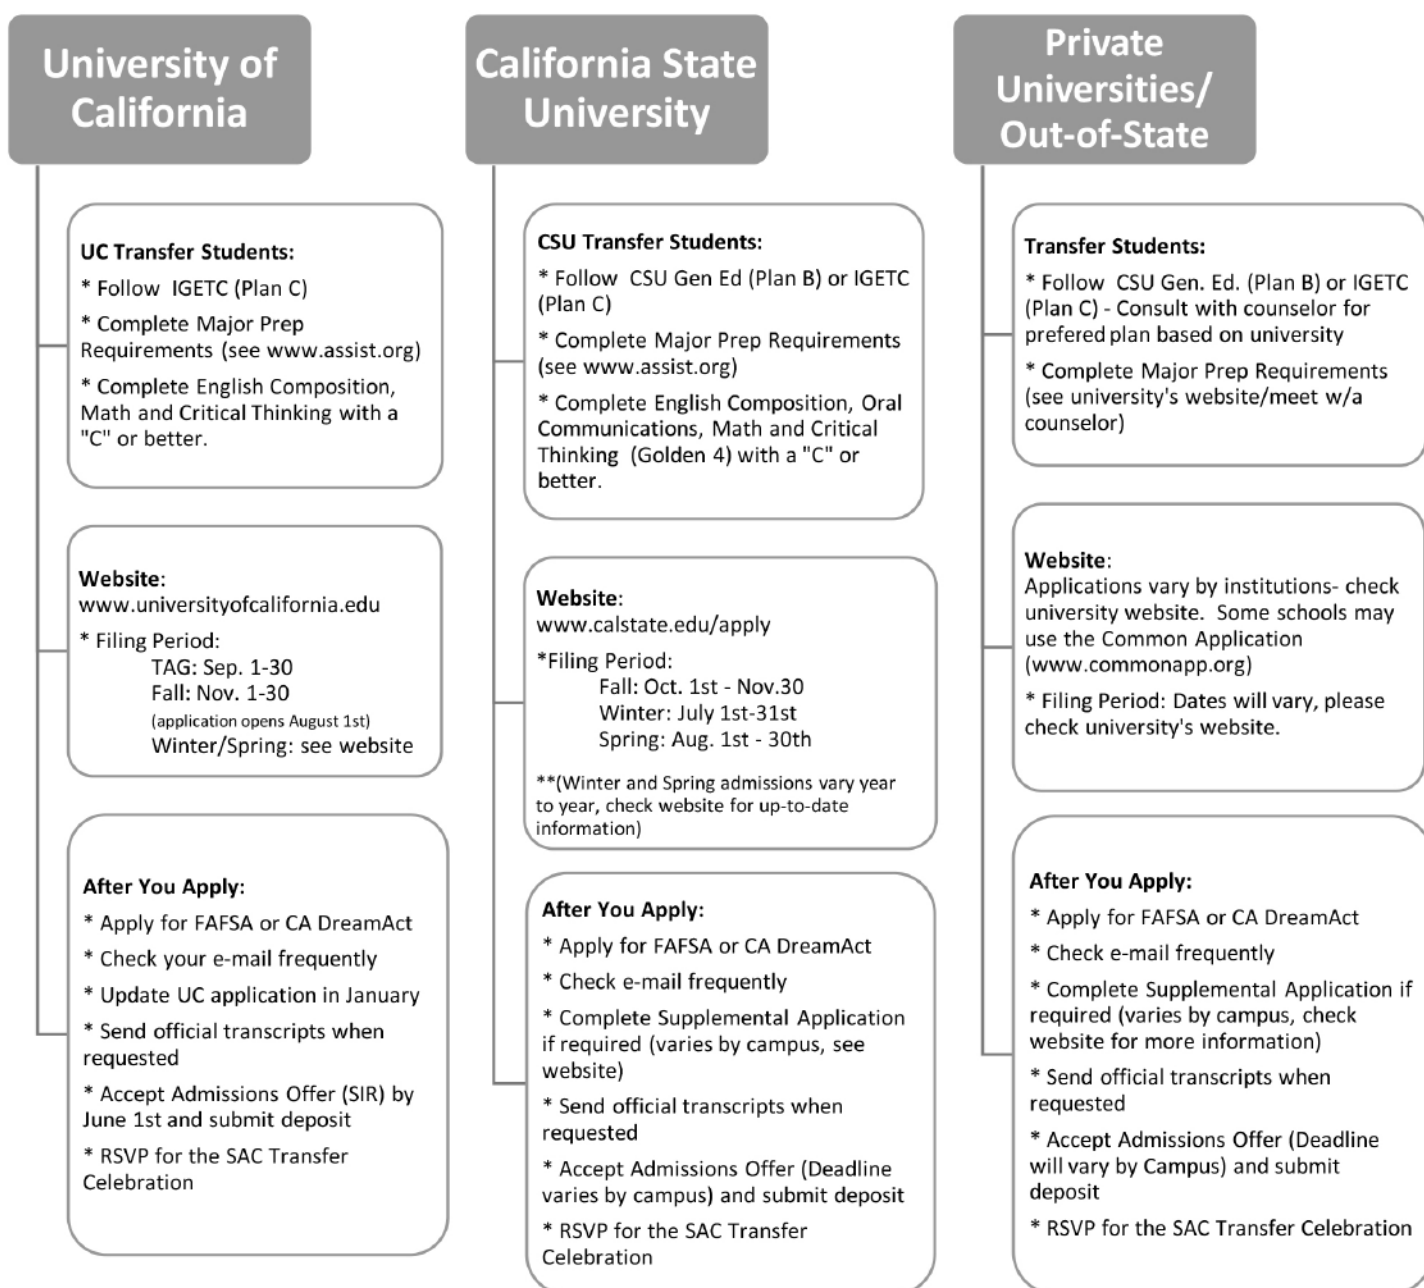 University of
California
UC Transfer Students:
* Follow IGETC (Plan C)
* Complete Major Prep
Requirements (see www.assist.org)
* Complete English Composition,
Math and Critical Thinking with a
"C" or better.
Website:
www.universityofcalifornia.edu
* Filing Period:
TAG: Sep. 1-30
Fall: Nov. 1-30
(application opens August 1st)
Winter/Spring: see website
After You Apply:
* Apply for FAFSA or CA DreamAct
* Check your e-mail frequently
* Update UC application in January
* Send official transcripts when
requested
* Accept Admissions Offer (SIR) by
June 1st and submit deposit
* RSVP for the SAC Transfer
Celebration
California State
University
CSU Transfer Students:
* Follow CSU Gen Ed (Plan B) or IGETC
(Plan C)
* Complete Major Prep Requirements
(see www.assist.org)
* Complete English Composition, Oral
Communications, Math and Critical
Thinking (Golden 4) with a "C" or
better.
Website:
www.calstate.edu/apply
*Filing Period:
Fall: Oct. 1st - Nov.30
Winter: July 1st-31st
Spring: Aug. 1st - 30th
**(Winter and Spring admissions vary year
to year, check website for up-to-date
information)
After You Apply:
* Apply for FAFSA or CA DreamAct
* Check e-mail frequently
* Complete Supplemental Application
if required (varies by campus, see
website)
* Send official transcripts when
requested
* Accept Admissions Offer (Deadline
varies by campus) and submit deposit
* RSVP for the SAC Transfer
Celebration
Private
Universities/
Out-of-State
Transfer Students:
* Follow CSU Gen. Ed. (Plan B) or IGETC
(Plan C) - Consult with counselor for
prefered plan based on university
* Complete Major Prep Requirements
(see university's website/meet w/a
counselor)
Website:
Applications vary by institutions- check
university website. Some schools may
use the Common Application
(www.commonapp.org)
* Filing Period: Dates will vary, please
check university's website.
After You Apply:
* Apply for FAFSA or CA DreamAct
* Check e-mail frequently
* Complete Supplemental Application if
required (varies by campus, check
website for more information)
* Send official transcripts when
requested
* Accept Admissions Offer (Deadline
will vary by Campus) and submit
deposit
* RSVP for the SAC Transfer Celebration